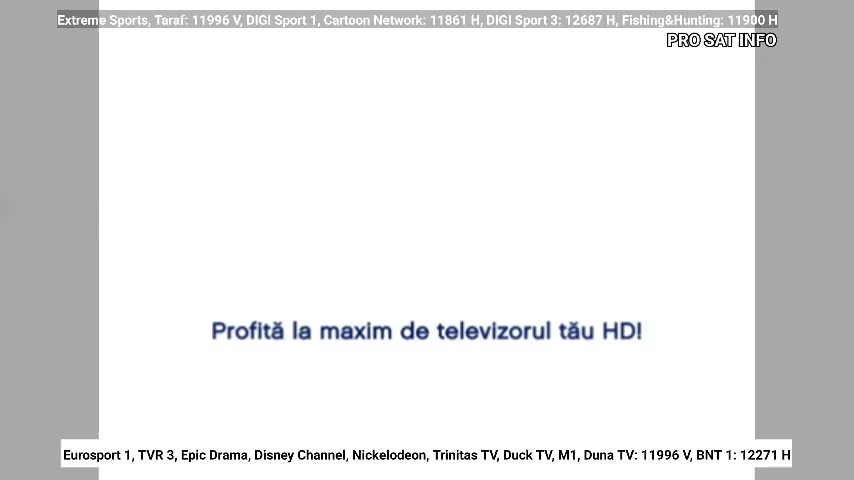 Extreme Sports, Taraf: 11996 V, DIGI Sport 1, Cartoon Network: 11861 H, DIGI Sport 3: 12687 H, Fishing&Hunting: 11900 H
PRO SAT INFO
Profită la maxim de televizorul tău HD!
Eurosport 1, TVR 3, Epic Drama, Disney Channel, Nickelodeon, Trinitas TV, Duck TV, M1, Duna TV: 11996 V, BNT 1: 12271 H